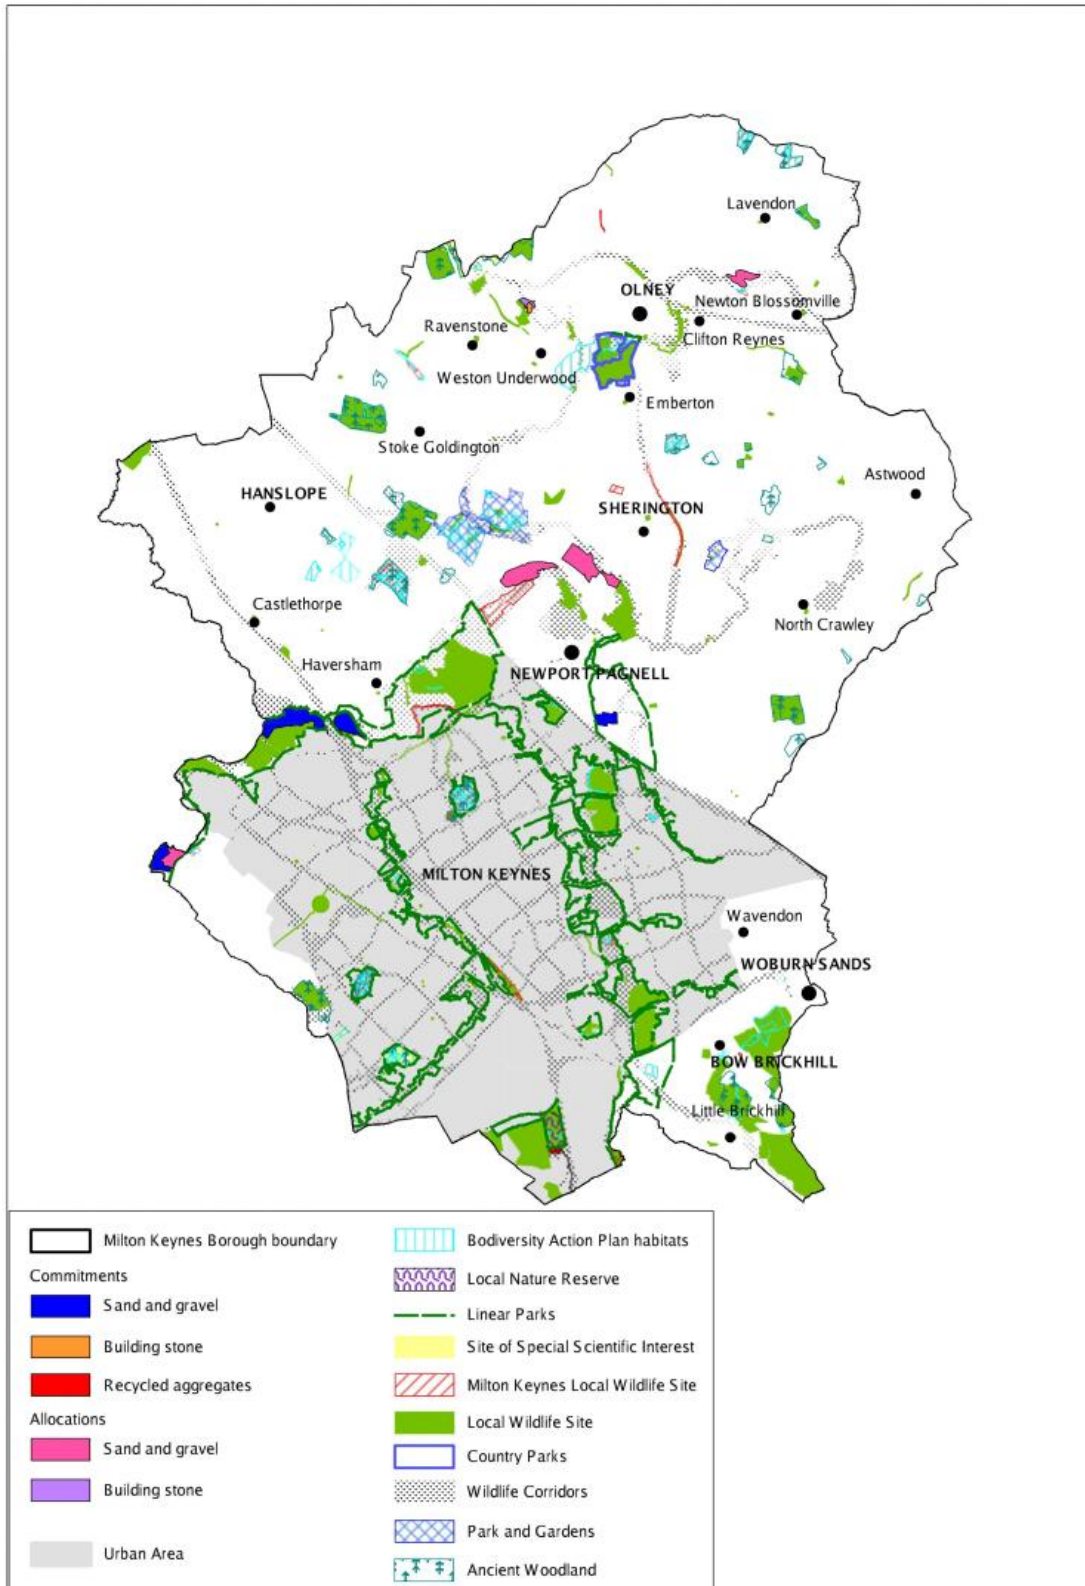 Lavendon
OLNEY
Newton Blossomville
Ravenstone
Clifton Reynes
Weston Underwood
Emberton
Stoke Goldington
Astwood
HANSLOPE
SHERINGTON
Castlethorpe
North Crawley
Haversham
NEWPORT PAGNELL
MILTON KEYNES
Wavendon
WOBURN SANDS
BOW BRICKHILL
Little Brickhill
Milton Keynes Borough boundary
Commitments
Sand and gravel
Building stone
Recycled aggregates
Allocations
Sand and gravel
Building stone
Urban Area
Bodiversity Action Plan habitats
Local Nature Reserve
Linear Parks
Site of Special Scientific Interest
Milton Keynes Local Wildlife Site
Local Wildlife Site
Country Parks
Wildlife Corridors
Park and Gardens
Ancient Woodland